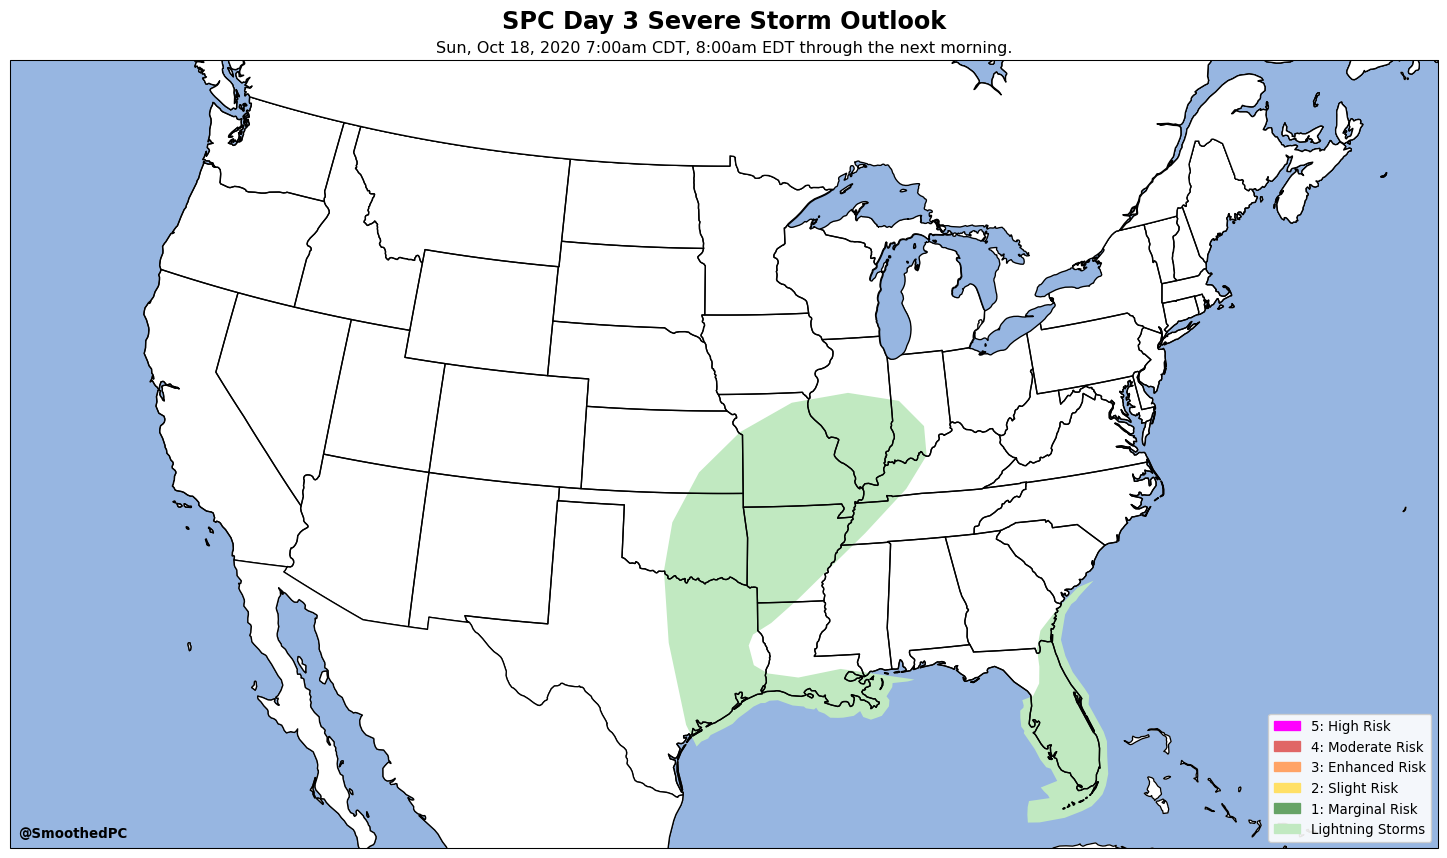 SPC Day 3 Severe Storm Outlook
Sun, Oct 18, 2020 7:00am CDT, 8:00am EDT through the next morning.
5: High Risk
4: Moderate Risk
3: Enhanced Risk
2: Slight Risk
1: Marginal Risk
Lightning Storms
@SmoothedPC